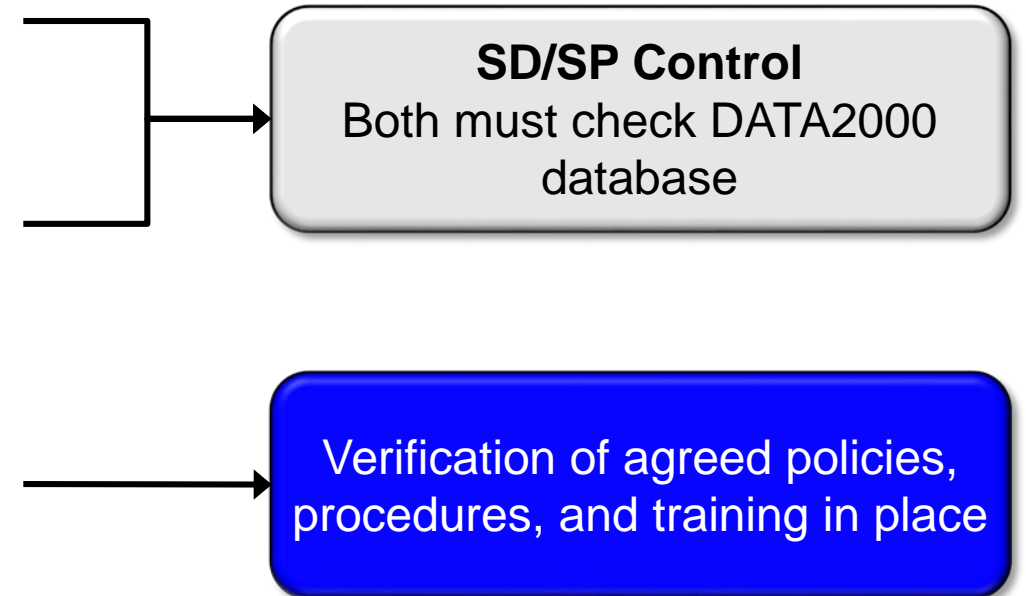 SD/SP Control
Both must check DATA2000
database
Verification of agreed policies,
procedures, and training in place